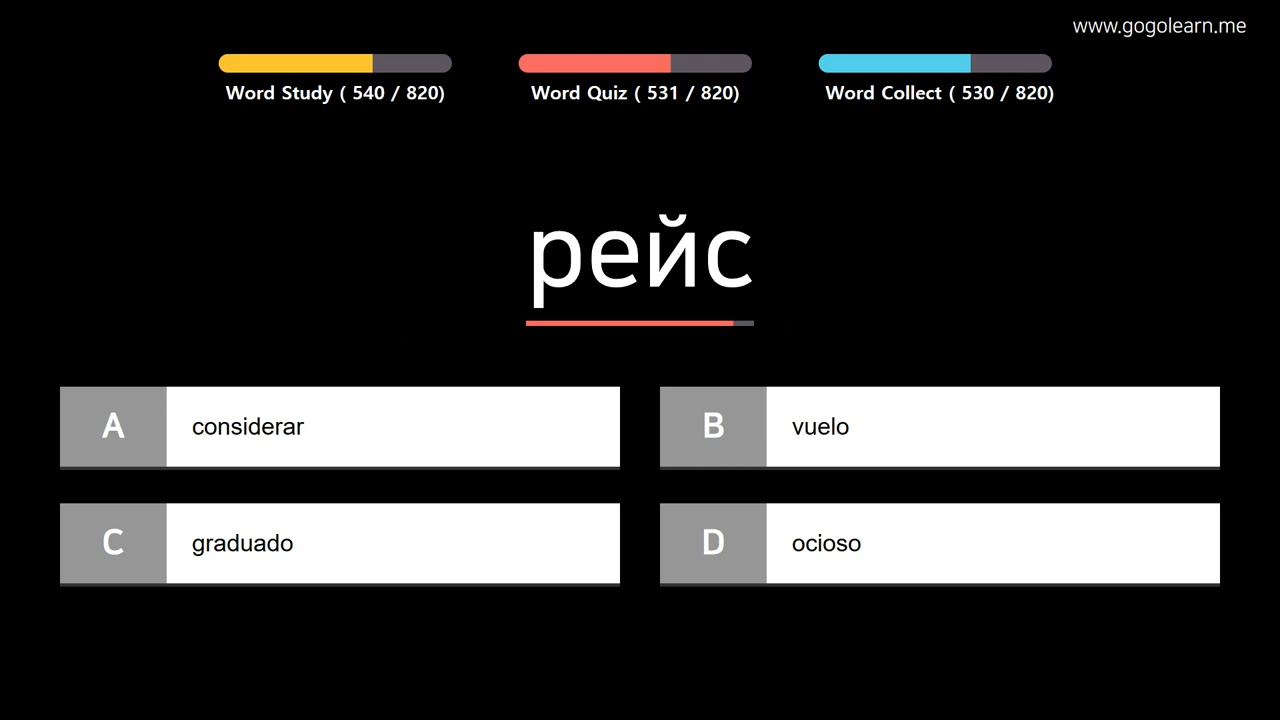 www.gogolearn.me
Word Study ( 540 / 820)
Word Quiz ( 531 / 820)
Word Collect ( 530 / 820)
рейс
A
considerar
B
vuelo
C
graduado
D
ocioso